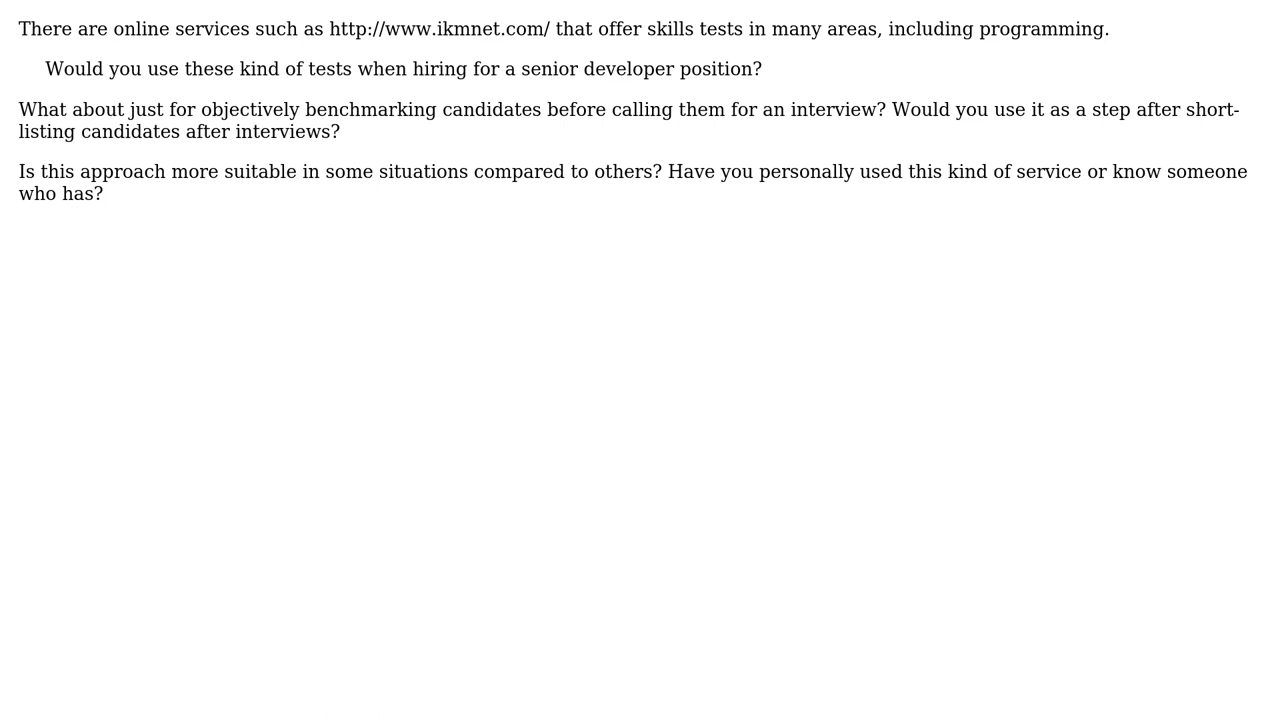 There are online services such as http://www.ikmnet.com/ that offer skills tests in many areas, including programming.
Would you use these kind of tests when hiring for a senior developer position?
What about just for objectively benchmarking candidates before calling them for an interview? Would you use it as a step after short-
listing candidates after interviews?
Is this approach more suitable in some situations compared to others? Have you personally used this kind of service or know someone
who has?